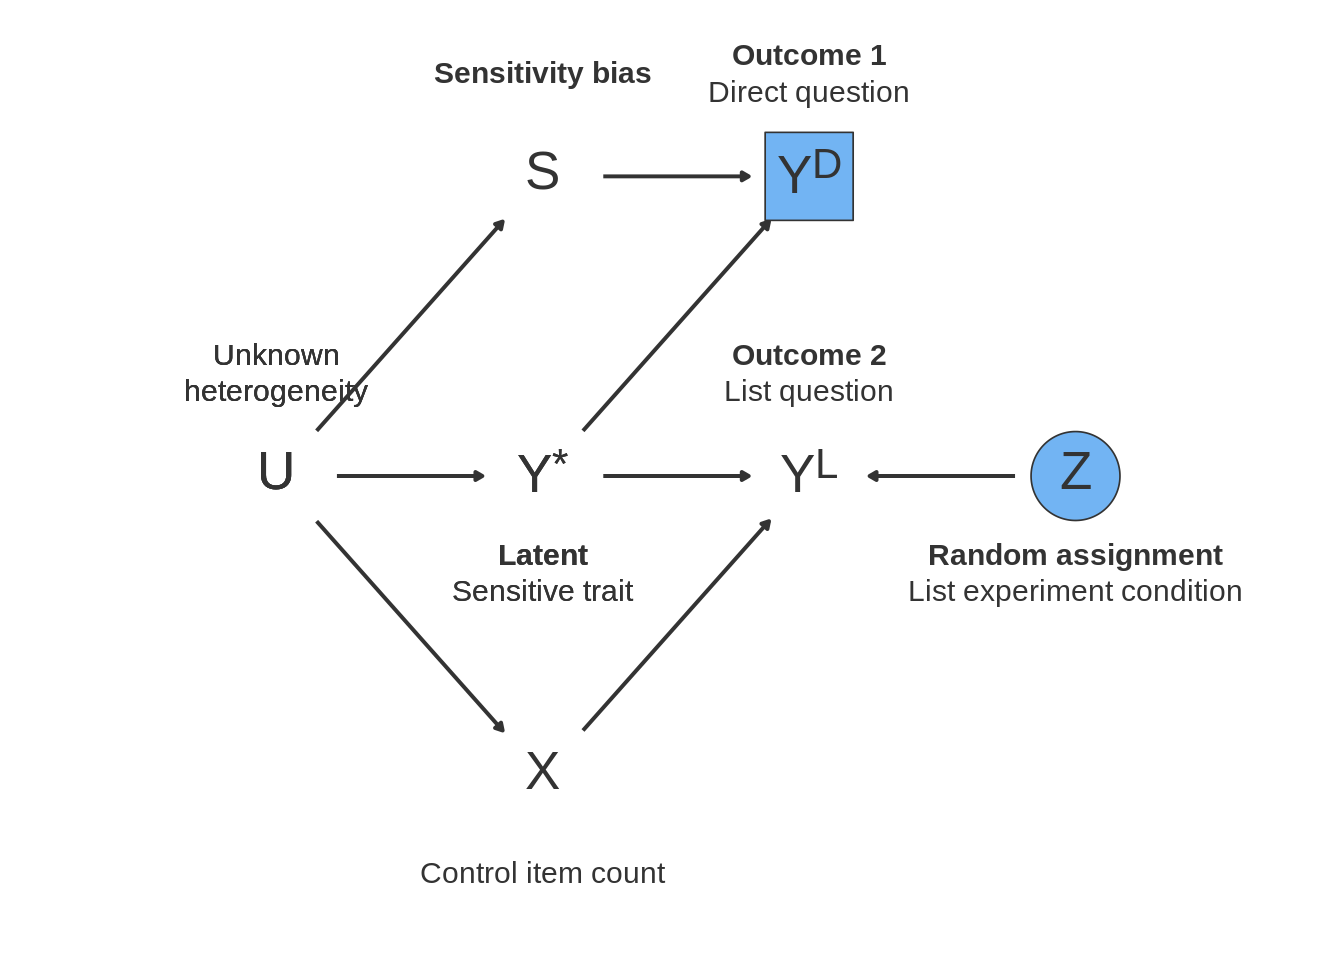 Sensitivity bias
Outcome 1
Direct question
S
Y^D
Unknown
heterogeneity
Outcome 2
List question
U
Y*
Y^L
Z
Latent
Sensitive trait
Random assignment
List experiment condition
X
Control item count